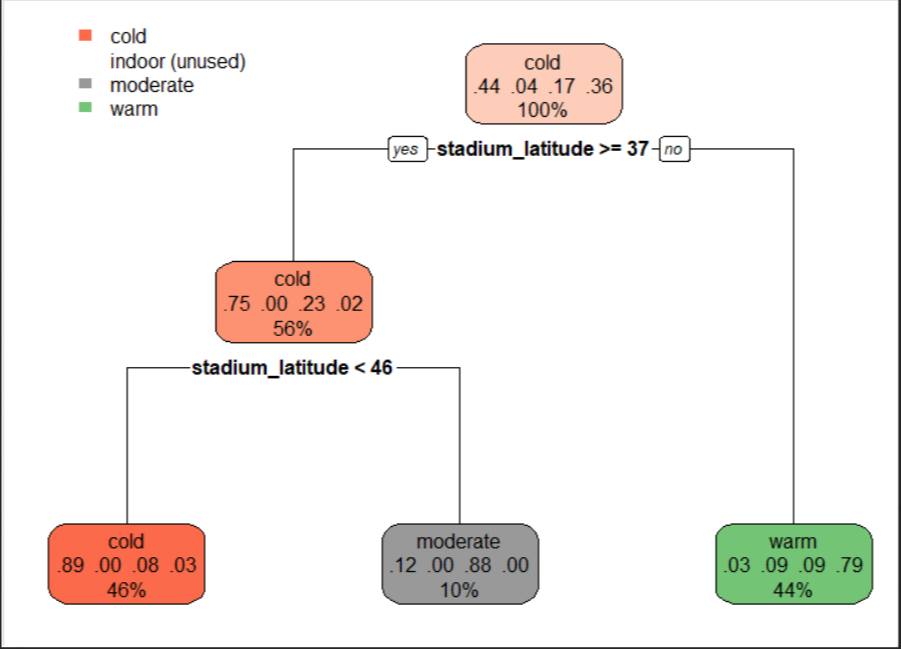 cold
indoor (unused)
moderate
warm
cold
.44 .04 .17 .36
100%
yes stadium_latitude >= 37 no
cold
.75 .00 .23 .02
56%
stadium_latitude < 46
cold
.89 .00 .08 .03
46%
moderate
.12 .00 .88 .00
10%
warm
.03 .09 .09 .79
44%